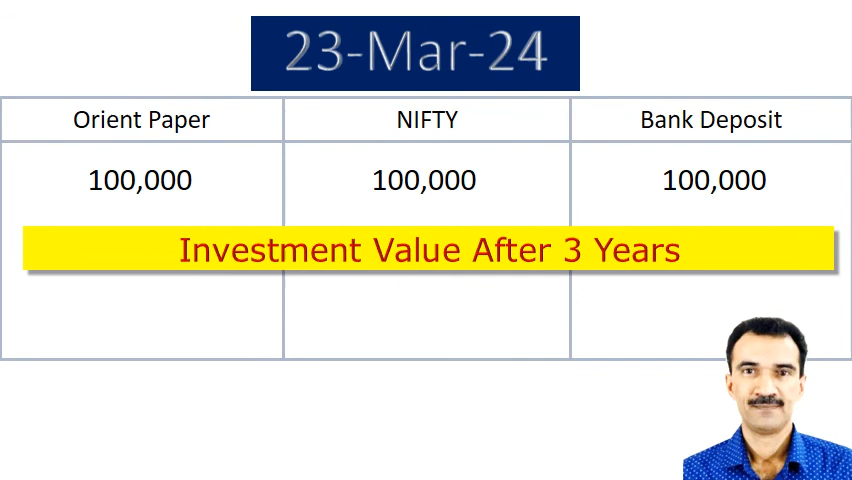 23-Mar-24
Orient Paper NIFTY Bank Deposit
100,000 100,000 100,000
Investment Value After 3 Years